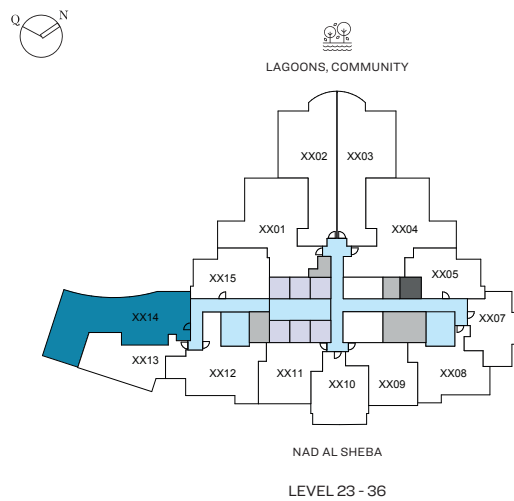 Q N
LAGOONS, COMMUNITY
XX02 XX03
XX01 XX04
XX15 XX05
XX14 XX07
XX13 XX12 XX11 XX10 XX09 XX08
NAD AL SHEBA
LEVEL 23 - 36